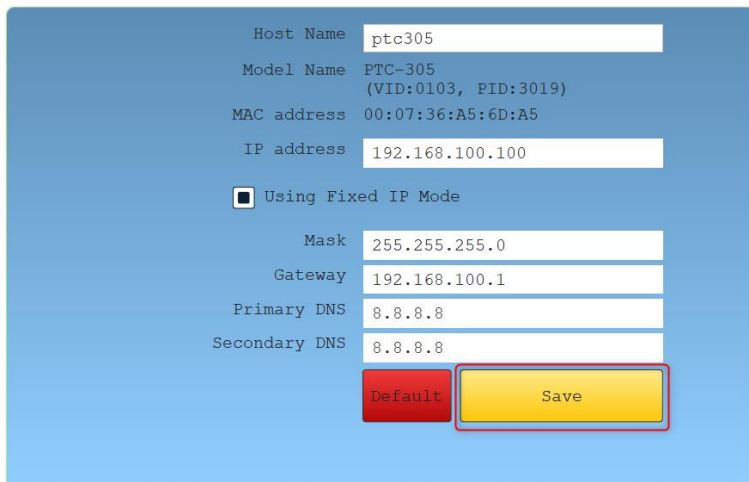 Host Name ptc305
Model Name PTC-305
(VID:0103, PID:3019)
MAC address 00:07:36:A5:6D:A5
IP address 192.168.100.100
Using Fixed IP Mode
Mask 255.255.255.0
Gateway 192.168.100.1
Primary DNS 8.8.8.8
Secondary DNS 8.8.8.8
Default Save